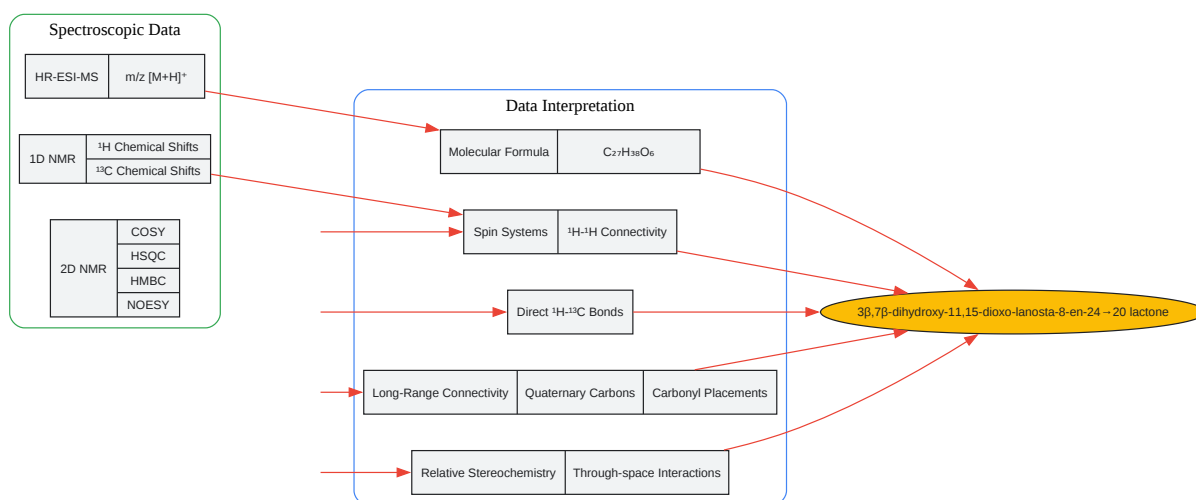 Spectroscopic Data
HR-ESI-MS
m/z [M+H]⁺
1D NMR
¹H Chemical Shifts
¹³C Chemical Shifts
2D NMR
COSY
HSQC
HMBC
NOESY
Data Interpretation
Molecular Formula
C₂₇H₃₈O₆
Spin Systems
¹H-¹H Connectivity
Direct ¹H-¹³C Bonds
Long-Range Connectivity
Quaternary Carbons
Carbonyl Placements
Relative Stereochemistry
Through-space Interactions
3β,7β-dihydroxy-11,15-dioxo-lanosta-8-en-24→20 lactone